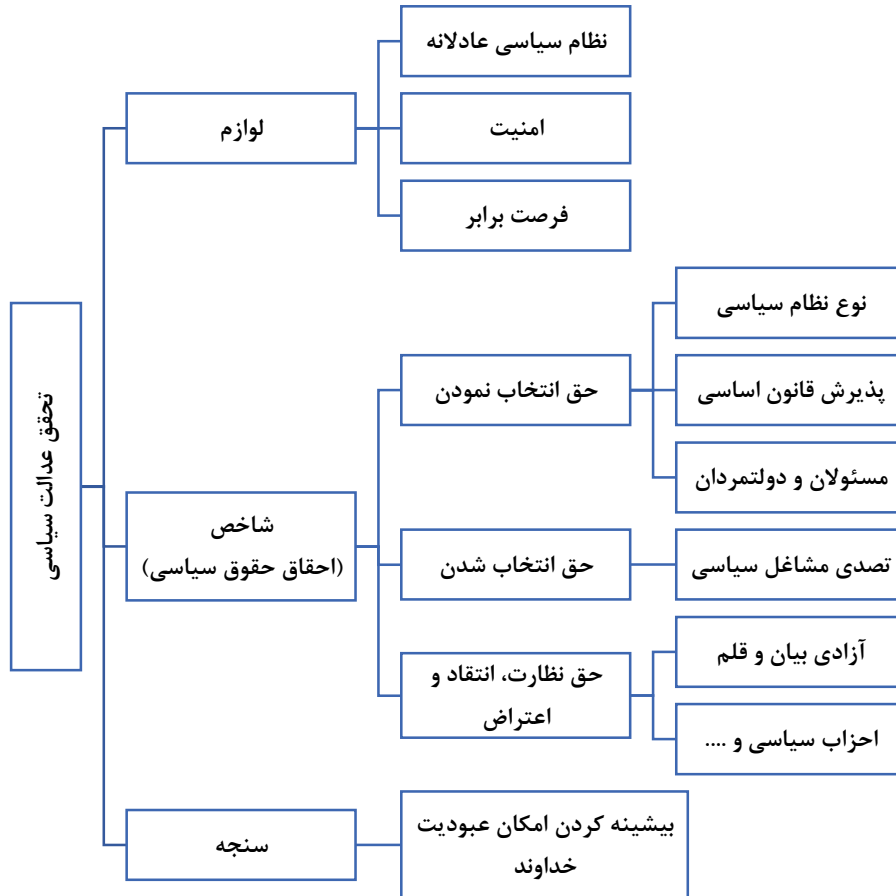 تحقق عدالت سیاسی
لوازم
نظام سیاسی عادلانه
امنیت
فرصت برابر
شاخص
(احقاق حقوق سیاسی)
حق انتخاب نمودن
نوع نظام سیاسی
پذیرش قانون اساسی
مسئولان و دولتمردان
حق انتخاب شدن
تصدی مشاغل سیاسی
حق نظارت، انتقاد و
اعتراض
آزادی بیان و قلم
احزاب سیاسی و ....
سنجه
بیشینه کردن امکان عبودیت
خداوند